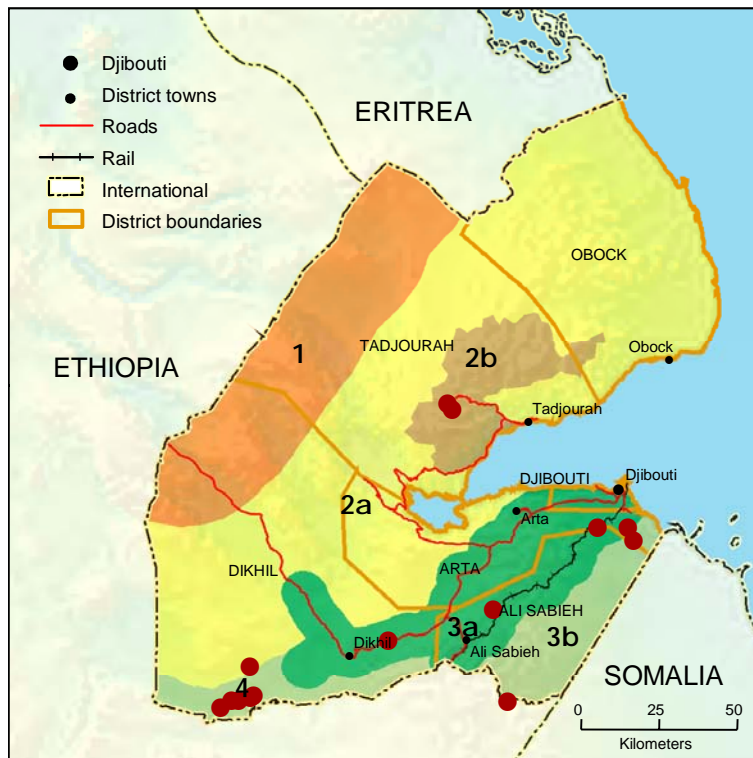 Djibouti
District towns
Roads
Rail
International
District boundaries
ERITREA
OBOCK
1
TADJOURAH
2b
ETHIOPIA
Obock
Tadjourah
DJIBOUTI
Djibouti
2a
Arta
DIKHIL
ARTA
ALI SABIEH
3a
3b
Dikhil
Ali Sabieh
SOMALIA
4
0 25 50
Kilometers